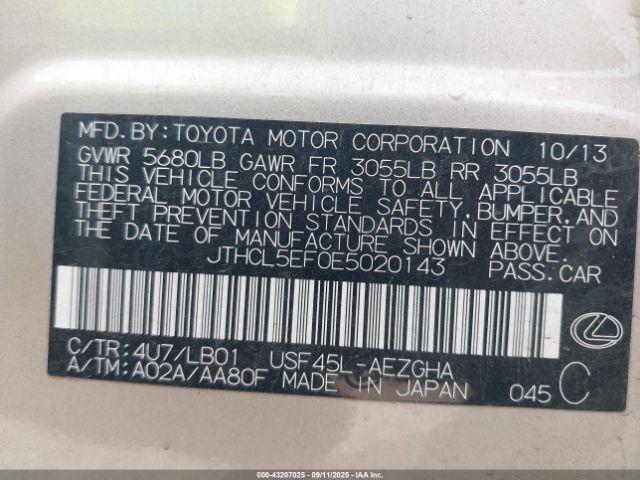 MFD.BY:TOYOTA MOTOR CORPORATION 10/13
GVWR 5680LB GAWR FR 3055LB RR 3055LB
THIS VEHICLE CONFORMS TO ALL APPLICABLE
FEDERAL MOTOR VEHICLE SAFETY,BUMPER,AND
THEFT PREVENTION STANDARDS IN EFFECT ON
THE DATE OF MANUFACTURE SHOWN ABOVE.
JTHCL5EF0E5020143 PASS.CAR
C/TR:4U7/LB01 USF45L-AEZGHA
A/TM:A02A/AA80F MADE IN JAPAN 045 C
000-43207025 - 09/11/2025 - IAA Inc.